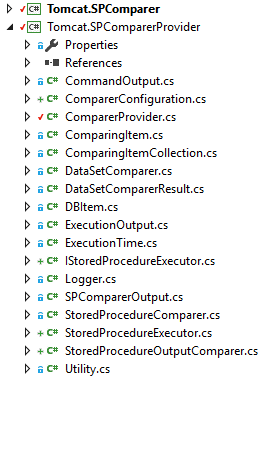 C# Tomcat.SPComparer
C# Tomcat.SPComparerProvider
Properties
References
C# CommandOutput.cs
C# ComparerConfiguration.cs
C# ComparerProvider.cs
C# ComparingItem.cs
C# ComparingItemCollection.cs
C# DataSetComparer.cs
C# DataSetComparerResult.cs
C# DBItem.cs
C# ExecutionOutput.cs
C# ExecutionTime.cs
C# IStoredProcedureExecutor.cs
C# Logger.cs
C# SPComparerOutput.cs
C# StoredProcedureComparer.cs
C# StoredProcedureExecutor.cs
C# StoredProcedureOutputComparer.cs
C# Utility.cs